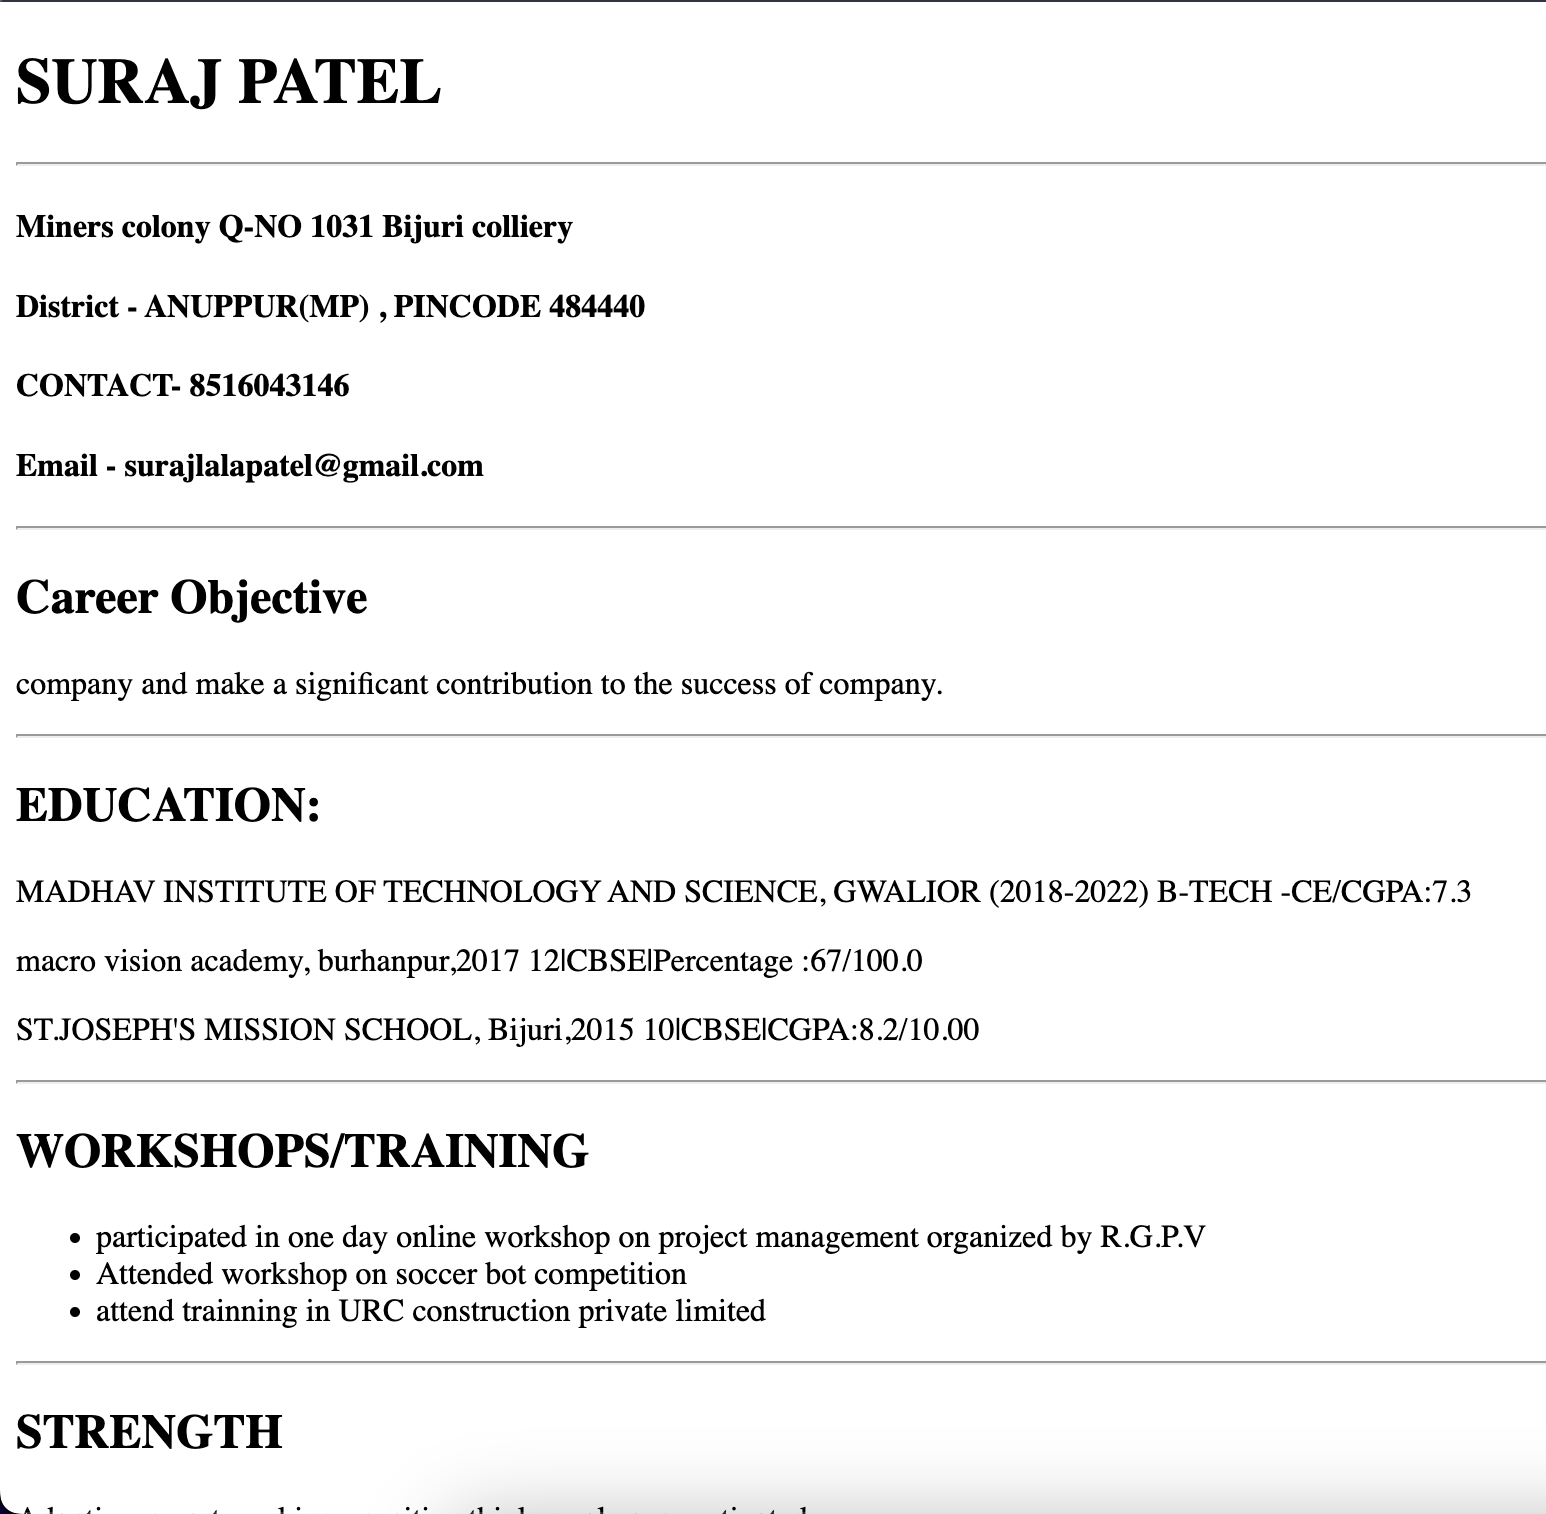 SURAJ PATEL
Miners colony Q-NO 1031 Bijuri colliery
District - ANUPPUR(MP) , PINCODE 484440
CONTACT- 8516043146
Email - surajlalapatel@gmail.com
Career Objective
company and make a significant contribution to the success of company.
EDUCATION:
MADHAV INSTITUTE OF TECHNOLOGY AND SCIENCE, GWALIOR (2018-2022) B-TECH -CE/CGPA:7.3
macro vision academy, burhanpur,2017 12|CBSE|Percentage :67/100.0
ST.JOSEPH'S MISSION SCHOOL, Bijuri,2015 10|CBSE|CGPA:8.2/10.00
WORKSHOPS/TRAINING
• participated in one day online workshop on project management organized by R.G.P.V
• Attended workshop on soccer bot competition
• attend trainning in URC construction private limited
STRENGTH